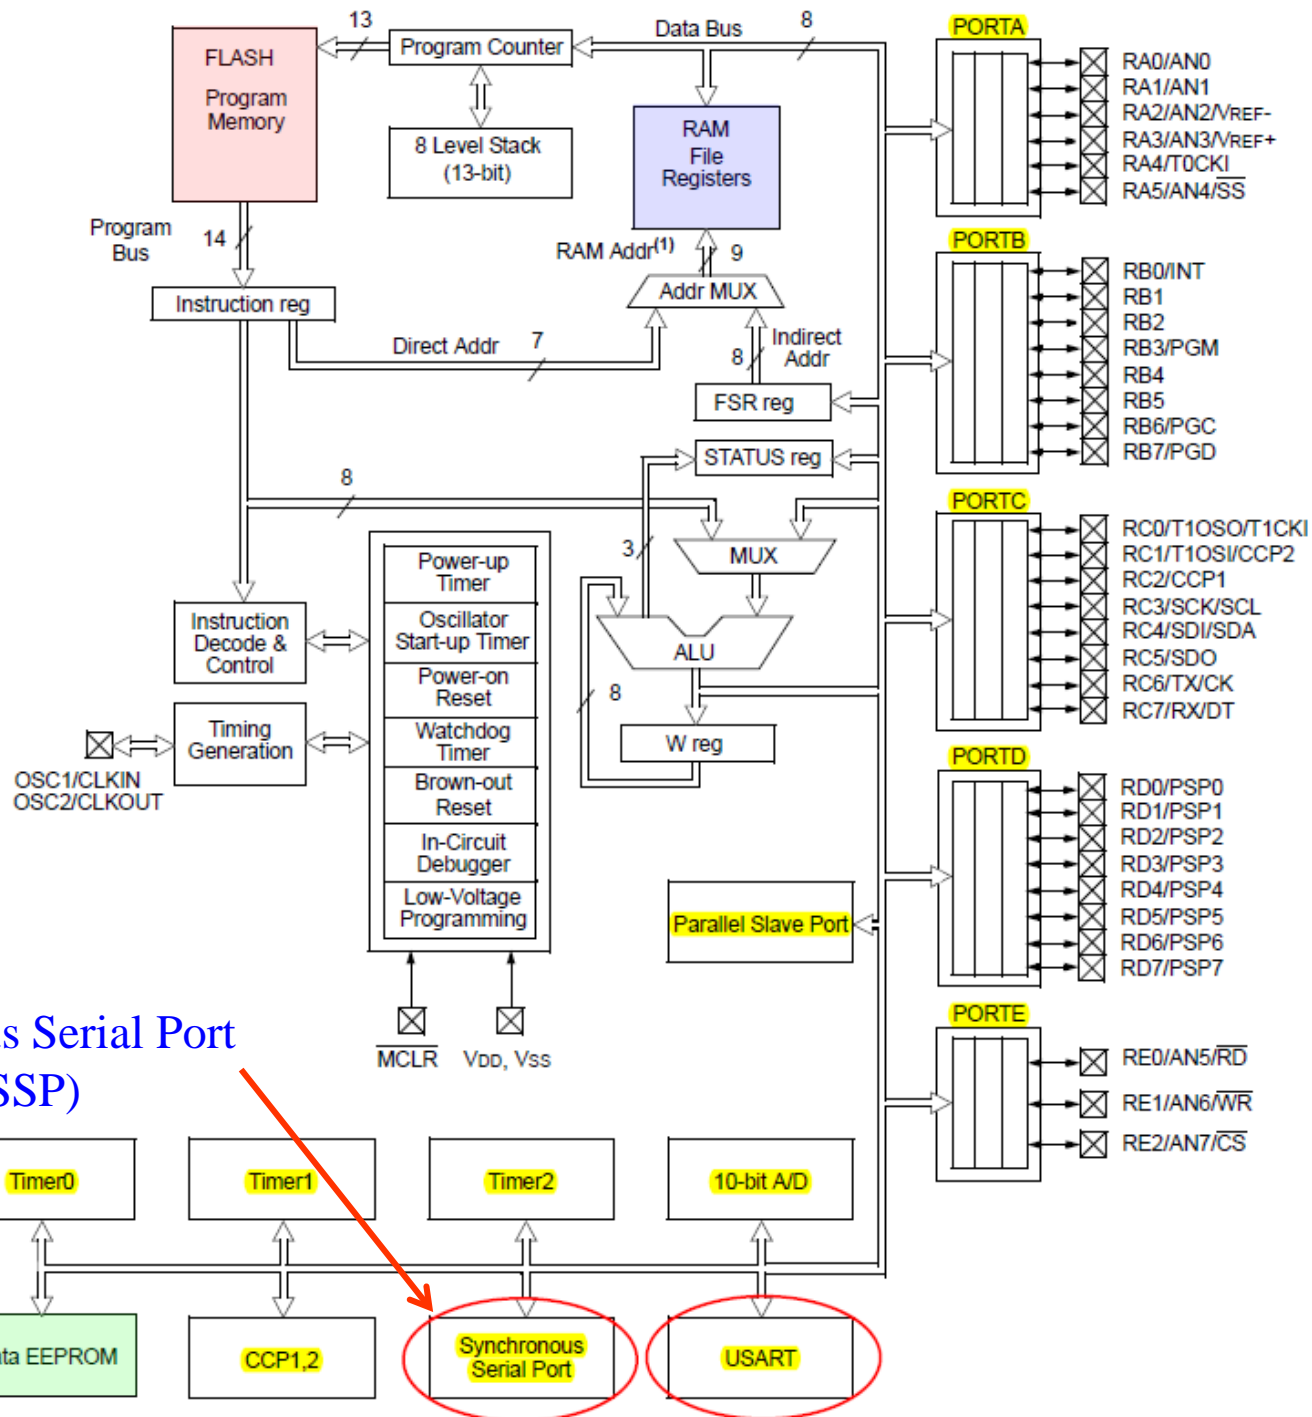 13
Program Counter
Data Bus
8
FLASH
Program
Memory
8 Level Stack
(13-bit)
RAM
File
Registers
Program
Bus
14
RAM Addr(1)
9
Addr MUX
Instruction reg
Direct Addr
7
Indirect
Addr
8
FSR reg
STATUS reg
8
3
MUX
Power-up
Timer
Oscillator
Start-up Timer
Power-on
Reset
Watchdog
Timer
Brown-out
Reset
In-Circuit
Debugger
Low-Voltage
Programming
Instruction
Decode &
Control
ALU
8
W reg
Timing
Generation
OSC1/CLKIN
OSC2/CLKOUT
MCLR
VDD, VSS
Parallel Slave Port
PORTA
RA0/AN0
RA1/AN1
RA2/AN2/VREF-
RA3/AN3/VREF+
RA4/T0CKI
RA5/AN4/SS
PORTB
RB0/INT
RB1
RB2
RB3/PGM
RB4
RB5
RB6/PGC
RB7/PGD
PORTC
RC0/T1OSO/T1CKI
RC1/T1OSI/CCP2
RC2/CCP1
RC3/SCK/SCL
RC4/SDI/SDA
RC5/SDO
RC6/TX/CK
RC7/RX/DT
PORTD
RD0/PSP0
RD1/PSP1
RD2/PSP2
RD3/PSP3
RD4/PSP4
RD5/PSP5
RD6/PSP6
RD7/PSP7
PORTE
RE0/AN5/RD
RE1/AN6/WR
RE2/AN7/CS
Serial Port
SSP)
Timer0
Timer1
Timer2
10-bit A/D
EEPROM
CCP1,2
Synchronous
Serial Port
USART